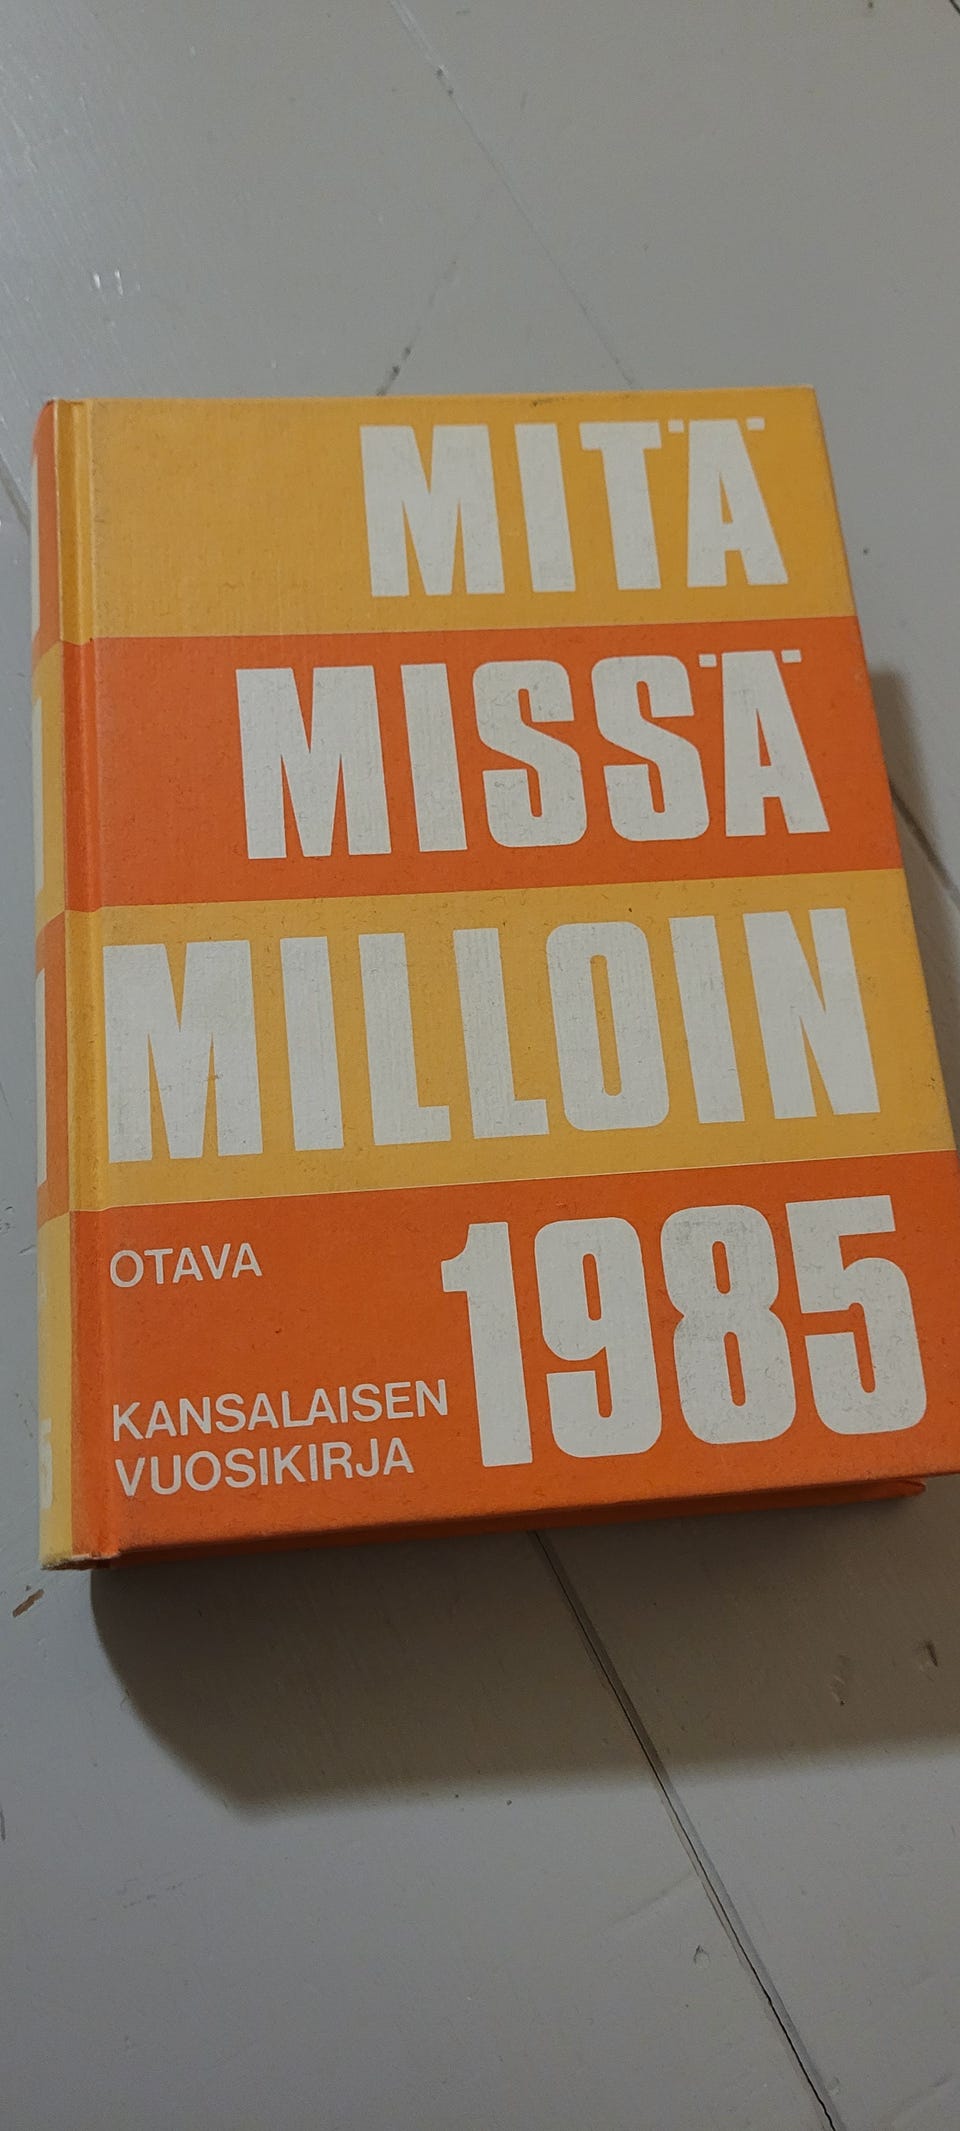 MITÄ
MISSÄ
MILLOIN
1985
OTAVA
KANSALAISEN
VUOSIKIRJA